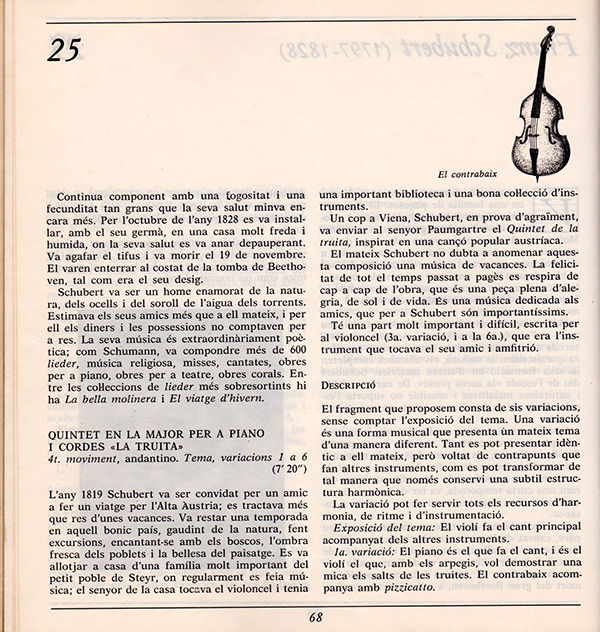 25
Franz Schubert (1797-1828)
El contrabaix
Continua component amb una fogositat i una
fecunditat tan grans que la seva salut minva en-
cara més. Per l'octubre de l'any 1828 es va instal-
lar, amb el seu germà, en una casa molt freda i
humida, on la seva salut es va anar depauperant.
Va agafar el tifus i va morir el 19 de novembre.
El varen enterrar al costat de la tomba de Beetho-
ven, tal com era el seu desig.
Schubert va ser un home enamorat de la natu-
ra, dels ocells i del soroll de l'aigua dels torrents.
Estimava els seus amics més que a ell mateix, i per
ell els diners i les possessions no comptaven per
a res. La seva música és extraordinàriament poè-
tica; com Schumann, va compondre més de 600
lieder, música religiosa, misses, cantates, obres
per a piano, obres per a teatre, obres corals. En-
tre les col·leccions de lieder més sobresortints hi
ha La bella molinera i El viatge d'hivern.
QUINTET EN LA MAJOR PER A PIANO
I CORDES «LA TRUITA»
4t. moviment, andantino. Tema, variacions 1 a 6
(7' 20")
L'any 1819 Schubert va ser convidat per un amic
a fer un viatge per l'Alta Austria; es tractava més
que res d'unes vacances. Va restar una temporada
en aquell bonic país, gaudint de la natura, fent
excursions, encantant-se amb els boscos, l'ombra
fresca dels poblets i la bellesa del paisatge. Es va
allotjar a casa d'una família molt important del
petit poble de Steyr, on regularment es feia mú-
sica; el senyor de la casa tocava el violoncel i tenia
una important biblioteca i una bona col·lecció d'ins-
truments.
Un cop a Viena, Schubert, en prova d'agraïment,
va enviar al senyor Paumgartre el Quintet de la
truita, inspirat en una cançó popular austríaca.
El mateix Schubert no dubta a anomenar aques-
ta composició una música de vacances. La felici-
tat de tot el temps passat a pagès es respira de
cap a cap de l'obra, que és una peça plena d'ale-
gria, de sol i de vida. És una música dedicada als
amics, que per a Schubert són importantíssims.
Té una part molt important i difícil, escrita per
al violoncel (3a. variació, i a la 6a.), que era l'ins-
trument que tocava el seu amic i amfitrió.
DESCRIPCIÓ
El fragment que proposem consta de sis variacions,
sense comptar l'exposició del tema. Una variació
és una forma musical que presenta un mateix tema
d'una manera diferent. Tant es pot presentar idèn-
tic a ell mateix, però voltat de contrapunts que
fan altres instruments, com es pot transformar de
tal manera que només conservi una subtil estruc-
tura harmònica.
La variació pot fer servir tots els recursos d'har-
monia, de ritme i d'instrumentació.
Exposició del tema: El violí fa el cant principal
acompanyat dels altres instruments.
1a. variació: El piano és el que fa el cant, i és el
violí el que, amb els arpegis, vol demostrar una
mica els salts de les truites. El contrabaix acom-
panya amb pizzicatto.
68